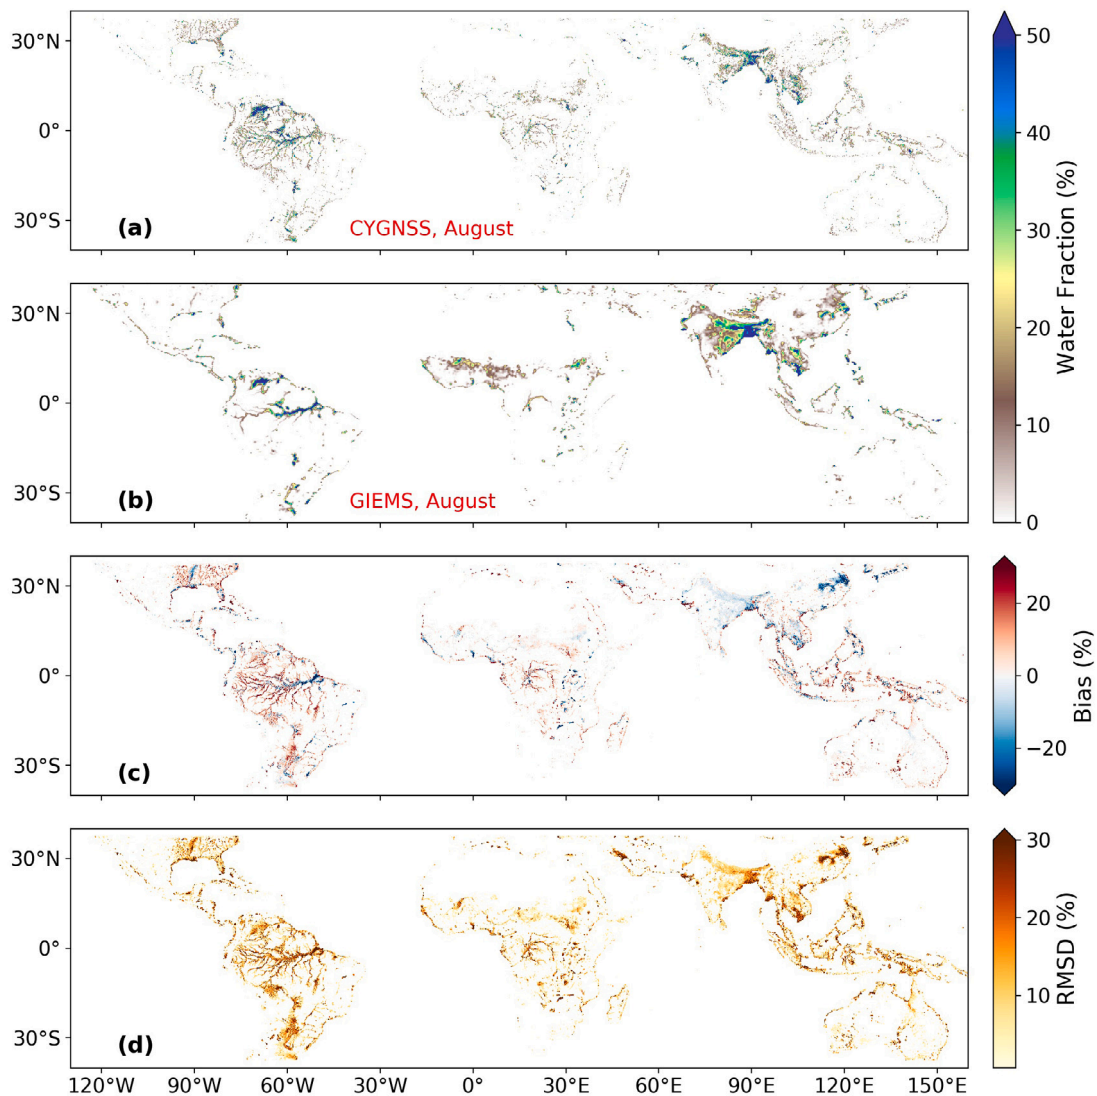 30°N
0°
30°S
(a)
CYGNSS, August
30°N
0°
30°S
(b)
GIEMS, August
50
40
30
20
10
0
Water Fraction (%)
30°N
0°
30°S
(c)
20
0
−20
Bias (%)
30°N
0°
30°S
(d)
30
20
10
RMSD (%)
120°W 90°W 60°W 30°W 0° 30°E 60°E 90°E 120°E 150°E